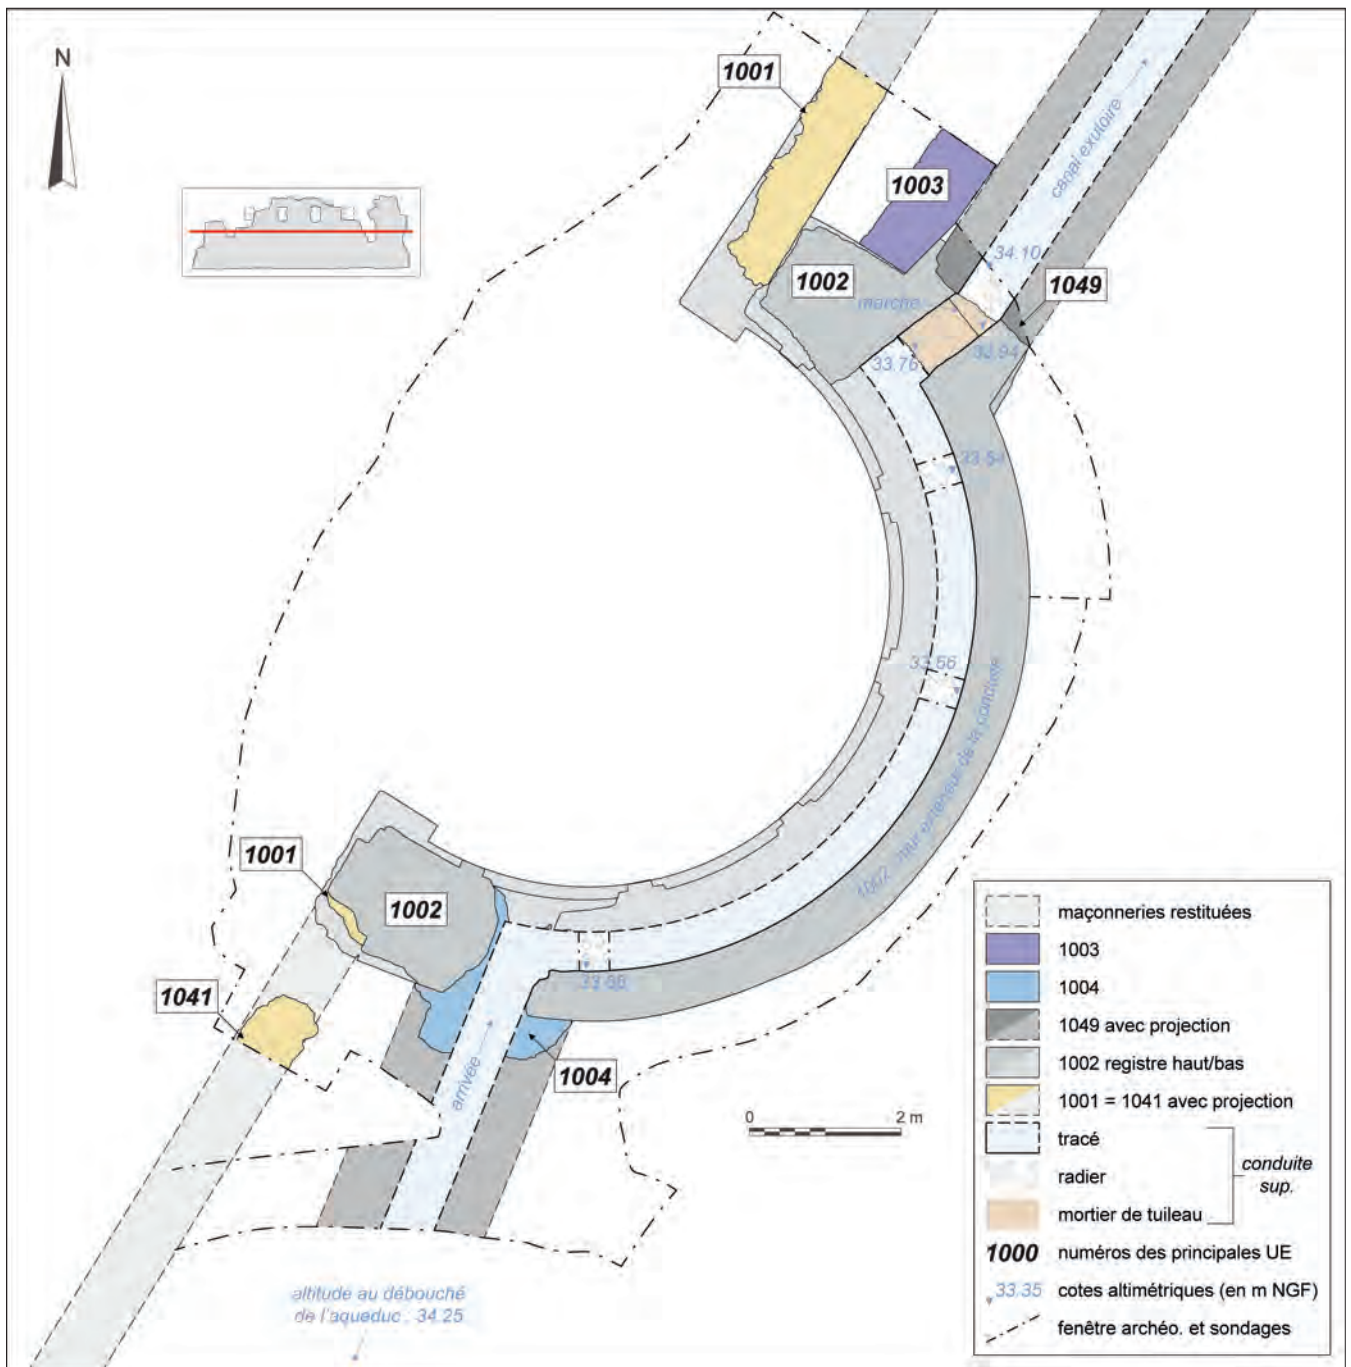 N
1001
canal exutoire
1003
34.10
1002
1049
marche
33.76
33.94
33.54
33.56
1002 mur extérieur de la conduite
1001
1002
33.66
1041
1004
arrivée
0
2 m
altitude au débouché
de l'aqueduc : 34.25
maçonneries restituées
1003
1004
1049 avec projection
1002 registre haut/bas
1001 = 1041 avec projection
tracé
radier
conduite
sup.
mortier de tuileau
1000 numéros des principales UE
33.35 cotes altimétriques (en m NGF)
fenêtre archéo. et sondages